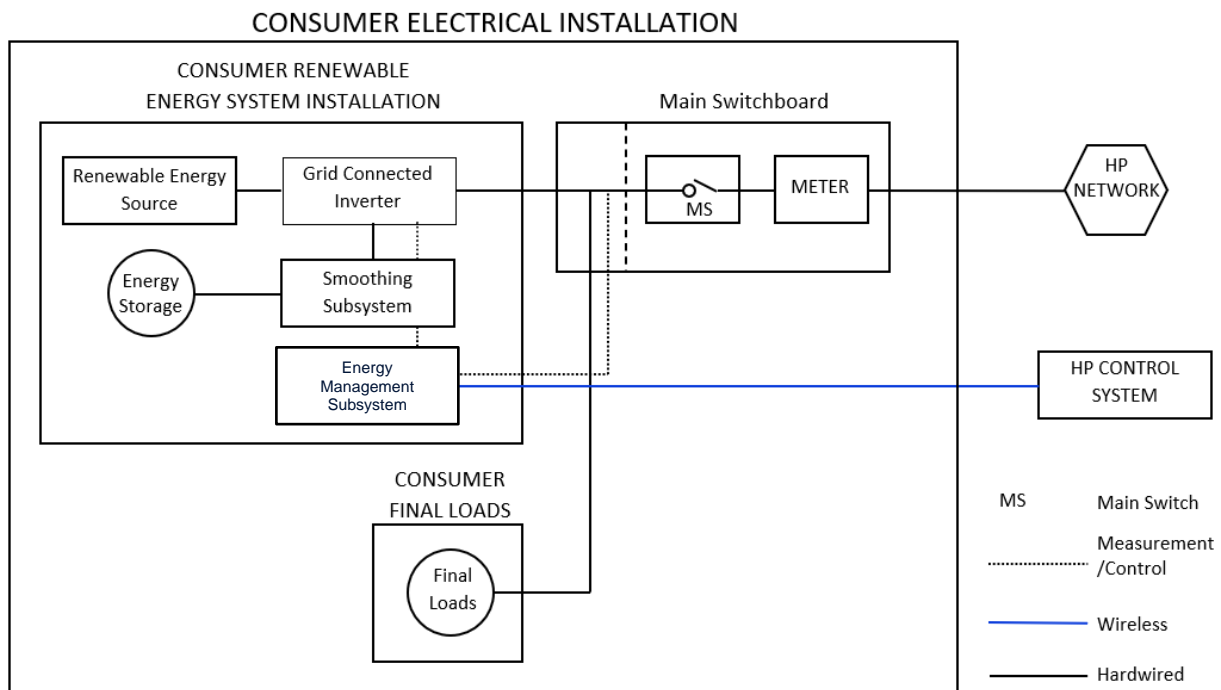 CONSUMER ELECTRICAL INSTALLATION
CONSUMER RENEWABLE
ENERGY SYSTEM INSTALLATION
Main Switchboard
Renewable Energy
Source
Grid Connected
Inverter
MS
METER
HP
NETWORK
Energy
Storage
Smoothing
Subsystem
Energy
Management
Subsystem
HP CONTROL
SYSTEM
CONSUMER
FINAL LOADS
Final
Loads
MS Main Switch
Measurement
/Control
Wireless
Hardwired